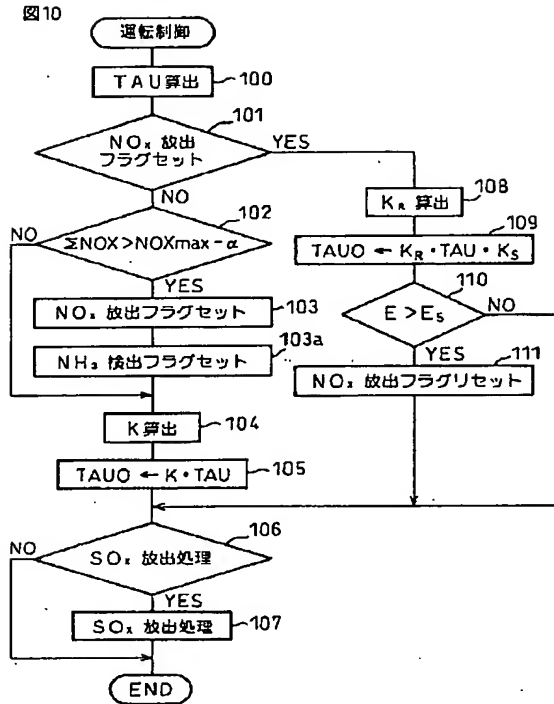 図10
運転制御
TAU算出
100
101
NOx 放出
フラグセット
YES
NO
102
NO
ΣNOX>NOXmax-α
YES
NOx 放出フラグセット
103
NH3 検出フラグセット
103a
K算出
104
TAUO ← K・TAU
105
108
KR 算出
109
TAUO ← KR・TAU・KS
110
E>ES
NO
YES
111
NOx 放出フラグリセット
106
NO
SOx 放出処理
YES
SOx 放出処理
107
END